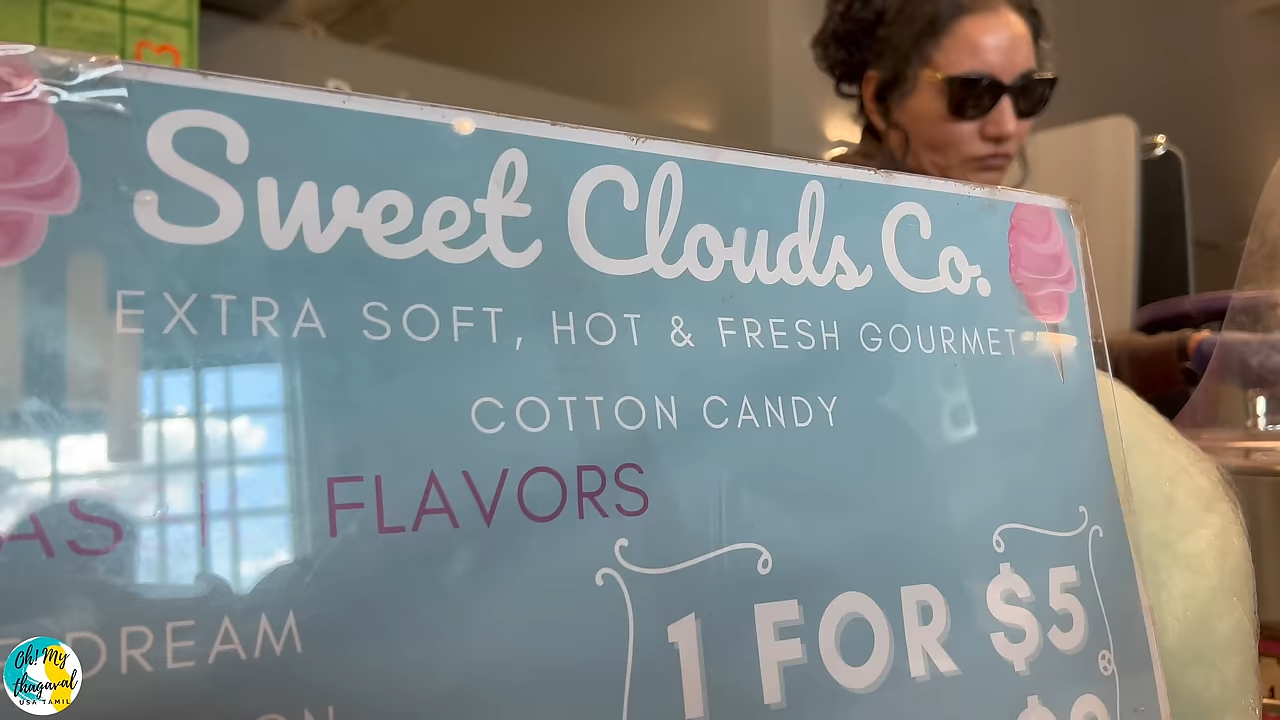 Sweet Clouds Co.
EXTRA SOFT, HOT & FRESH GOURMET
COTTON CANDY
FLAVORS
DREAM
1 FOR $5
Oh! My
thagaval
USA TAMIL